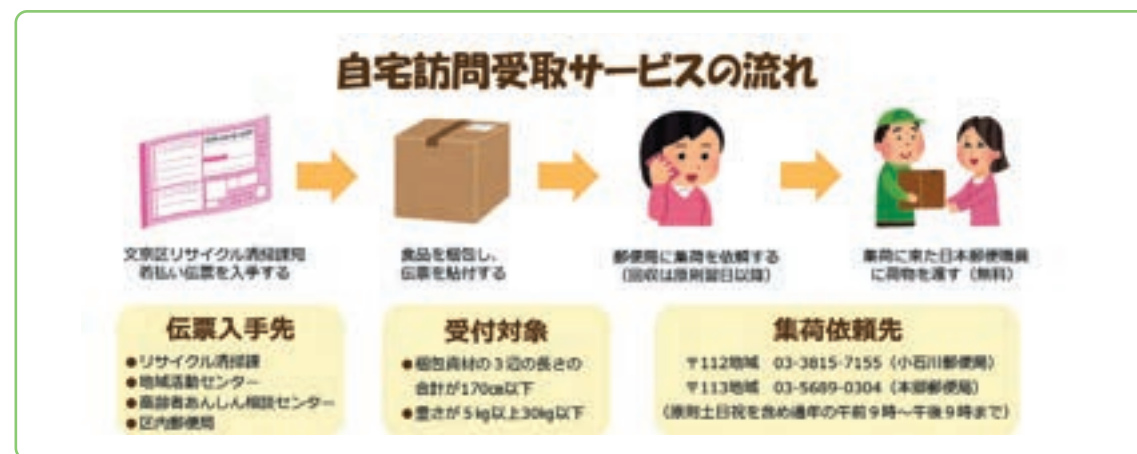 自宅訪問受取サービスの流れ
文京区リサイクル清掃課宛
着払い伝票を入手する
食品を梱包し、
伝票を貼付する
郵便局に集荷を依頼する
（回収は原則翌日以降）
集荷に来た日本郵便職員
に荷物を渡す（無料）
伝票入手先
●リサイクル清掃課
●地域活動センター
●高齢者あんしん相談センター
●区内郵便局
受付対象
●梱包資材の３辺の長さの
合計が170㎝以下
●重さが５kg以上30kg以下
集荷依頼先
〒112地域　03-3815-7155（小石川郵便局）
〒113地域　03-5689-0304（本郷郵便局）
（原則土日祝を含め通年の午前９時～午後９時まで）